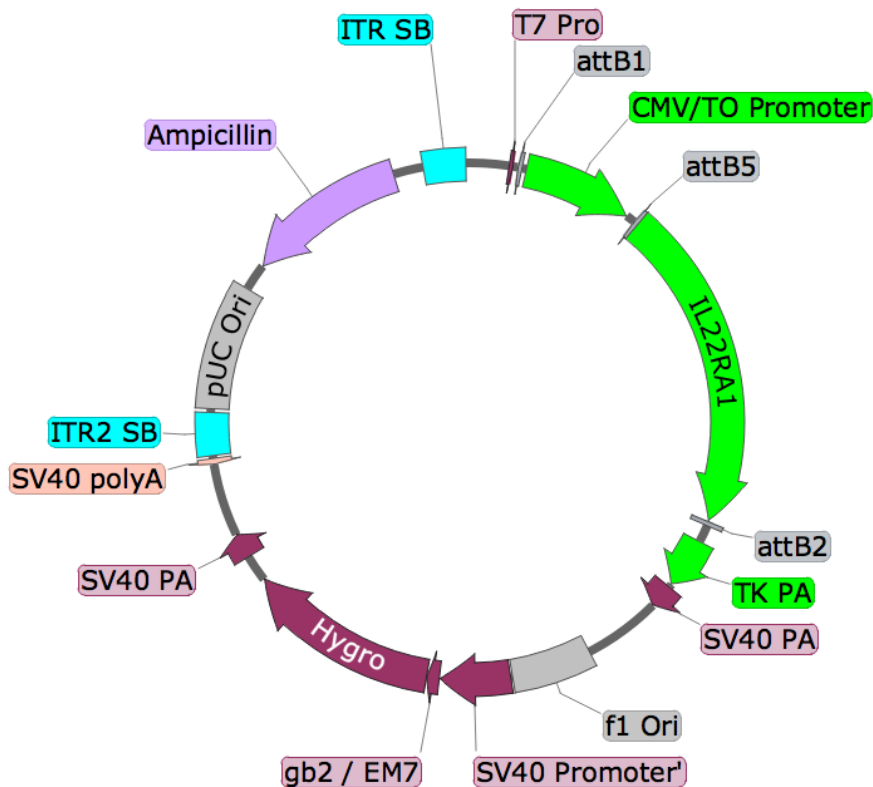 ITR SB
T7 Pro
attB1
CMV/TO Promoter
Ampicillin
attB5
IL22RA1
pUC Ori
ITR2 SB
SV40 polyA
attB2
SV40 PA
TK PA
SV40 PA
Hygro
f1 Ori
gb2 / EM7
SV40 Promoter'